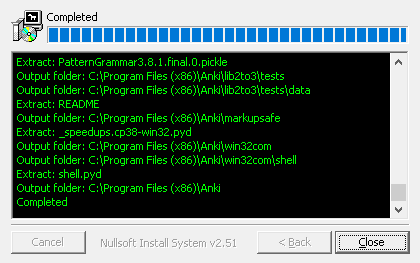 Completed
Extract: PatternGrammar3.8.1.final.0.pickle
Output folder: C:\Program Files (x86)\Anki\lib2to3\tests
Output folder: C:\Program Files (x86)\Anki\lib2to3\tests\data
Extract: README
Output folder: C:\Program Files (x86)\Anki\markupsafe
Extract: _speedups.cp38-win32.pyd
Output folder: C:\Program Files (x86)\Anki\win32com
Output folder: C:\Program Files (x86)\Anki\win32com\shell
Extract: shell.pyd
Output folder: C:\Program Files (x86)\Anki
Completed
Cancel Nullsoft Install System v2.51 < Back Close